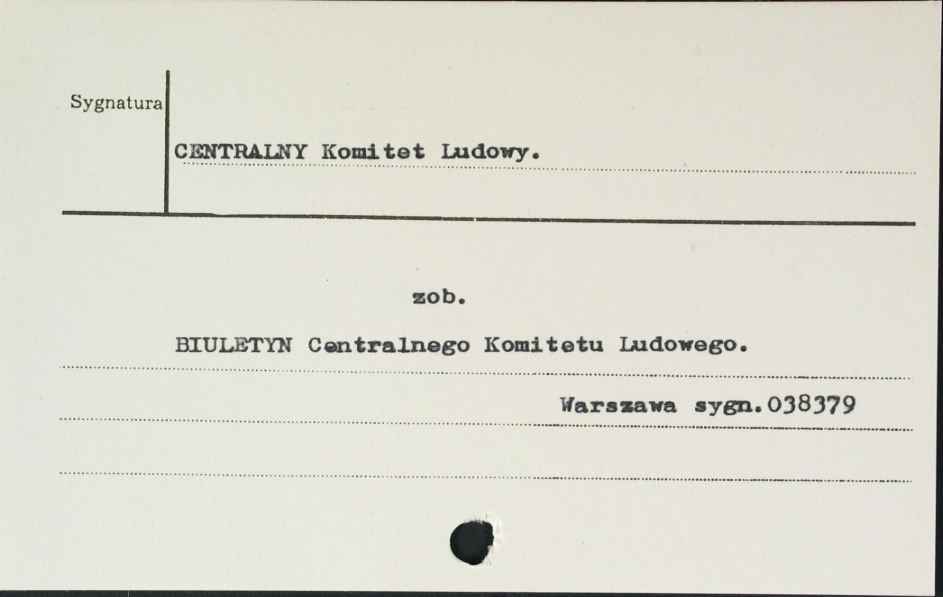 Sygnatura
CENTRALNY Komitet Ludowy.
zob.
BIULETYN Centralnego Komitetu Ludowego.
Warszawa sygn.038379